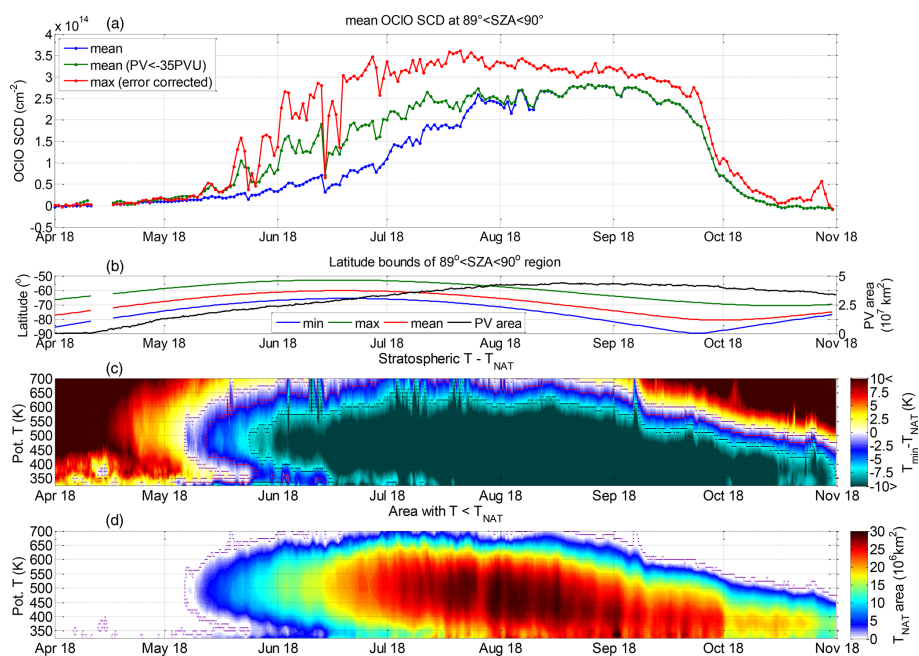 (a)
mean OClO SCD at 89°<SZA<90°
x 10^14
4
3.5
3
2.5
2
1.5
1
0.5
0
-0.5
OClO SCD (cm^-2)
mean
mean (PV<-35PVU)
max (error corrected)
Apr 18 May 18 Jun 18 Jul 18 Aug 18 Sep 18 Oct 18 Nov 18
(b)
Latitude bounds of 89°<SZA<90° region
-50
-60
-70
-80
-90
Latitude (°)
5
2.5
0
PV area
(10^7 km^2)
min max mean PV area
Apr 18 May 18 Jun 18 Jul 18 Aug 18 Sep 18 Oct 18 Nov 18
(c)
Stratospheric T - T_NAT
700
600
550
500
450
400
350
Pot. T (K)
10<
7.5
5
2.5
0
-2.5
-5
-7.5
-10>
T_min-T_NAT (K)
Apr 18 May 18 Jun 18 Jul 18 Aug 18 Sep 18 Oct 18 Nov 18
(d)
Area with T < T_NAT
700
600
550
500
450
400
350
Pot. T (K)
30
25
20
15
10
5
0
T_NAT area (10^6km^2)
Apr 18 May 18 Jun 18 Jul 18 Aug 18 Sep 18 Oct 18 Nov 18